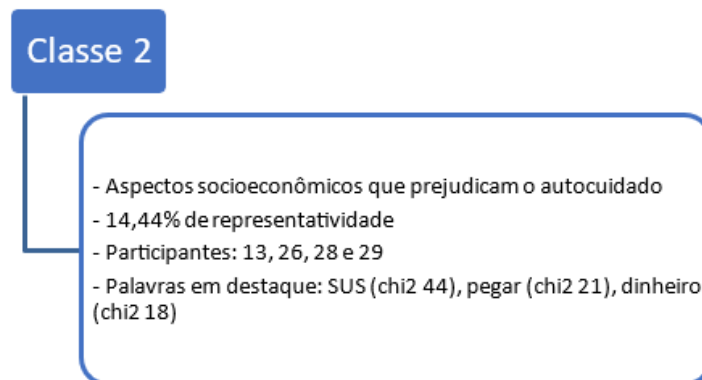 Classe 2
- Aspectos socioeconômicos que prejudicam o autocuidado
- 14,44% de representatividade
- Participantes: 13, 26, 28 e 29
- Palavras em destaque: SUS (chi2 44), pegar (chi2 21), dinheiro
(chi2 18)